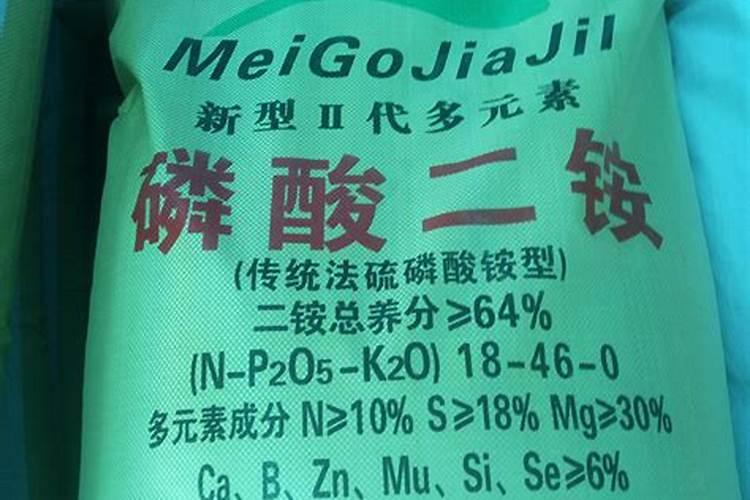 MeiGoJiaJil
新型II代多元素
磷酸二铵
(传统法硫磷酸铵型)
二铵总养分≥64%
(N-P2O5-K2O) 18-46-0
多元素成分 N≥10% S≥18% Mg≥30%
Ca、B、Zn、Mu、Si、Se≥6%